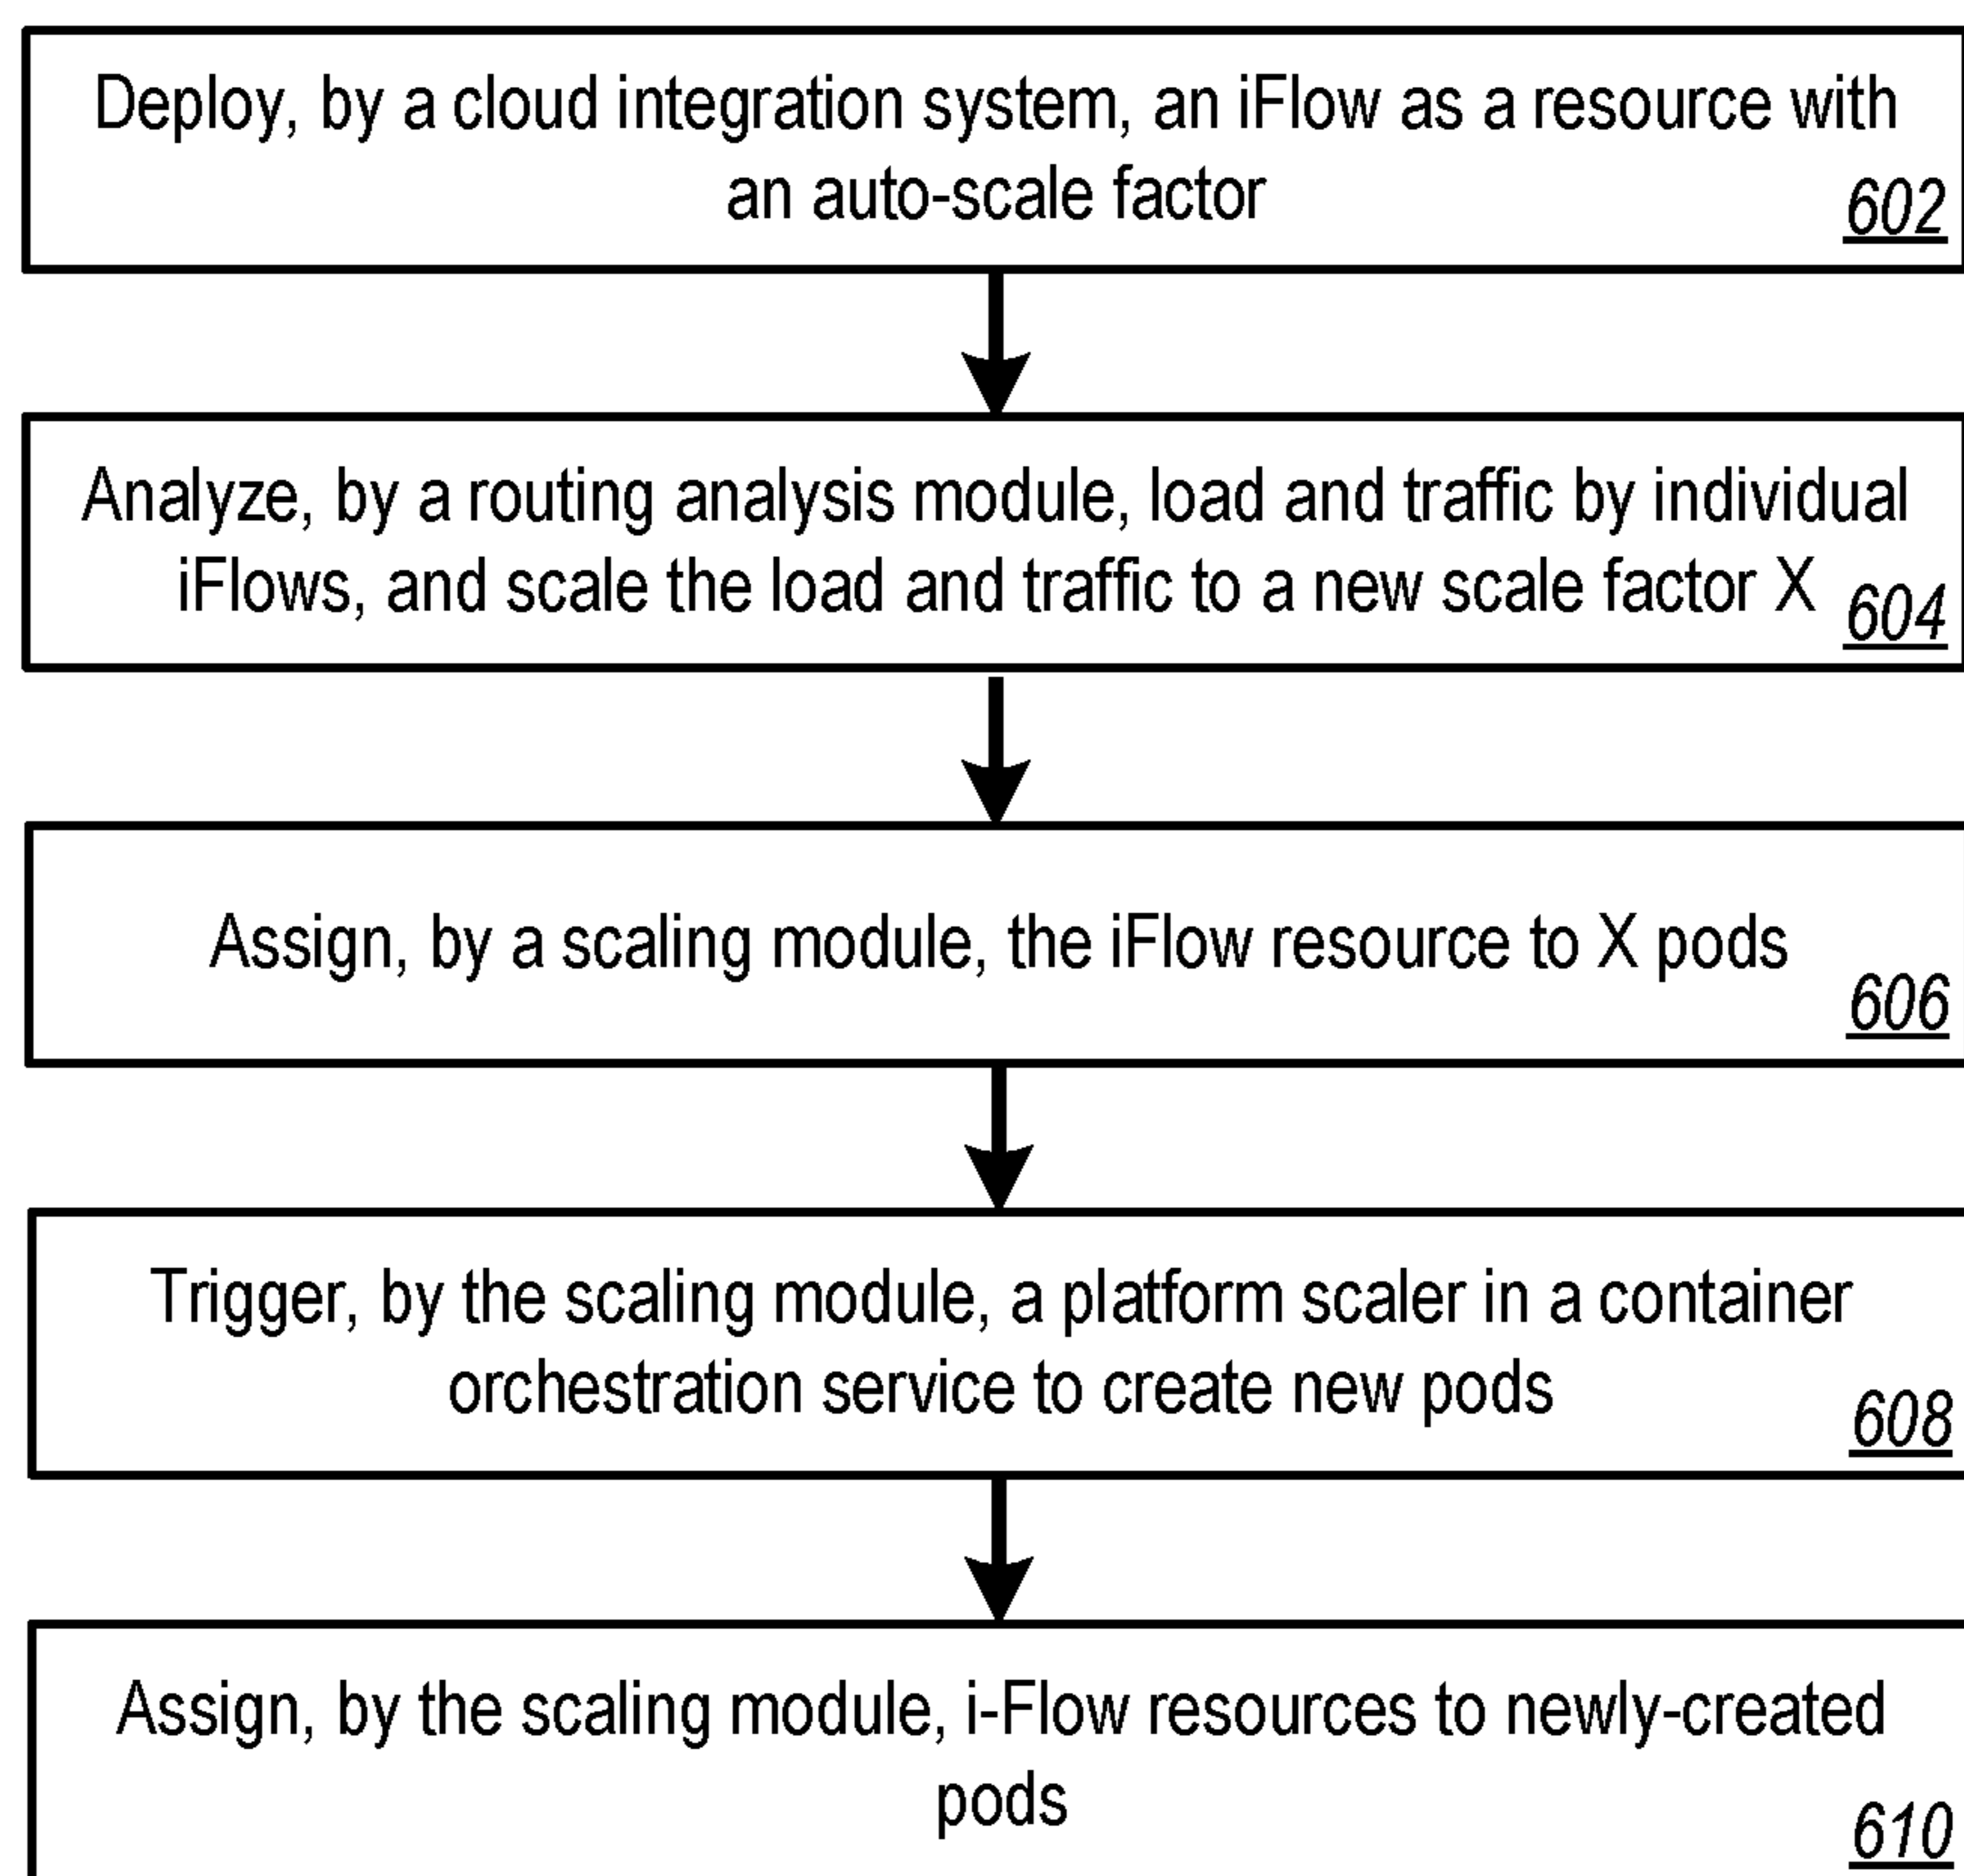 Deploy, by a cloud integration system, an iFlow as a resource with
an auto-scale factor
602
Analyze, by a routing analysis module, load and traffic by individual
iFlows, and scale the load and traffic to a new scale factor X
604
Assign, by a scaling module, the iFlow resource to X pods
606
Trigger, by the scaling module, a platform scaler in a container
orchestration service to create new pods
608
Assign, by the scaling module, i-Flow resources to newly-created
pods
610